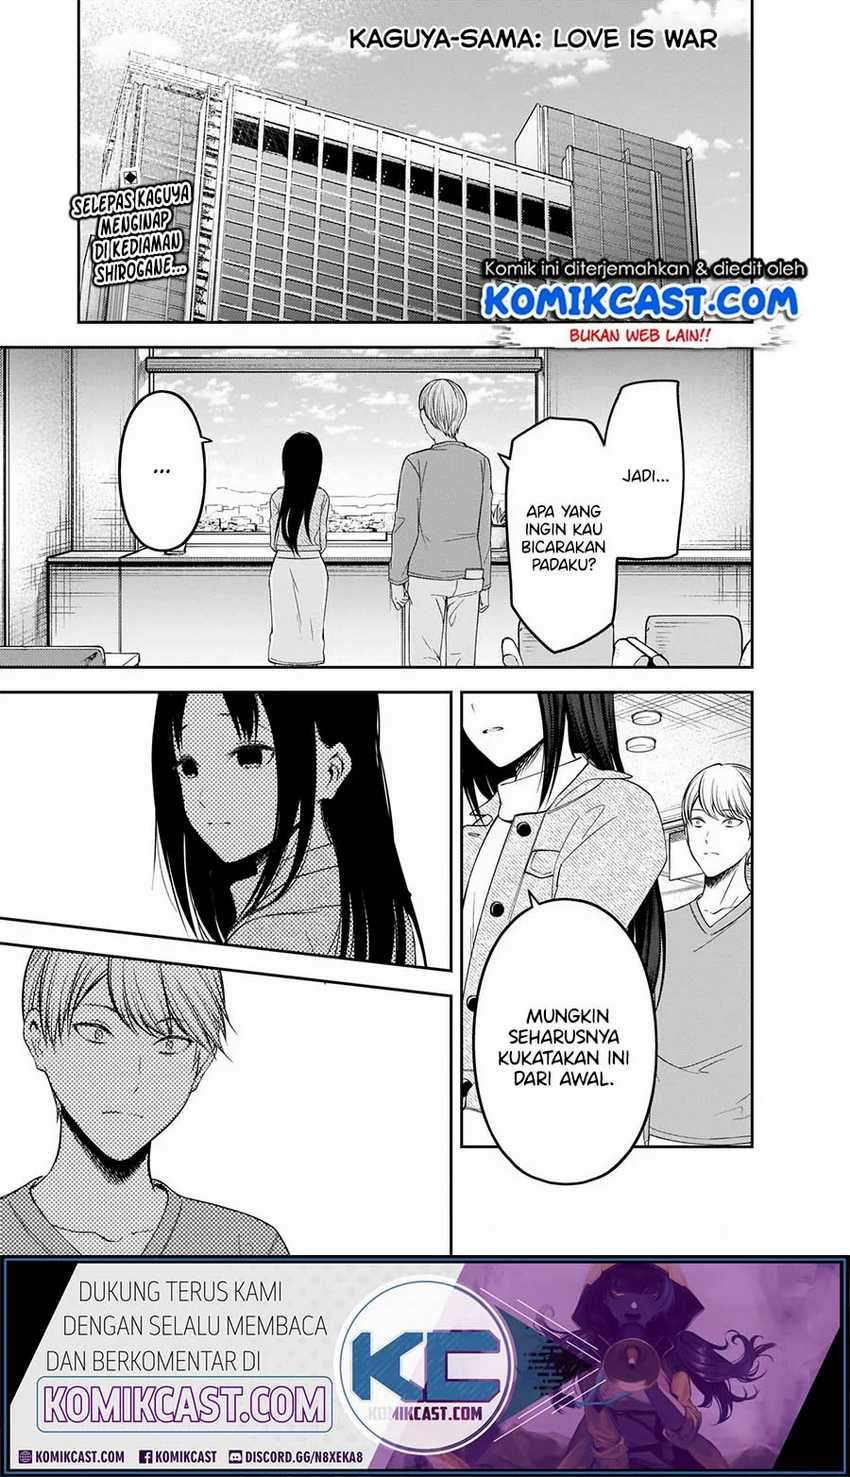 KAGUYA-SAMA: LOVE IS WAR
SELEPAS KAGUYA
MENGINAP
DI KEDIAMAN
SHIROGANE...
Komik ini diterjemahkan & diedit oleh
KOMIKCAST.COM
BUKAN WEB LAIN!!
JADI...
APA YANG
INGIN KAU
BICARAKAN
PADAKU?
...
MUNGKIN
SEHARUSNYA
KUKATAKAN INI
DARI AWAL.
DUKUNG TERUS KAMI
DENGAN SELALU MEMBACA
DAN BERKOMENTAR DI
KOMIKCAST.COM
KC
KOMIKCAST.COM
KOMIKCAST.COM
KOMIKCAST
DISCORD.GG/N8XEKA8